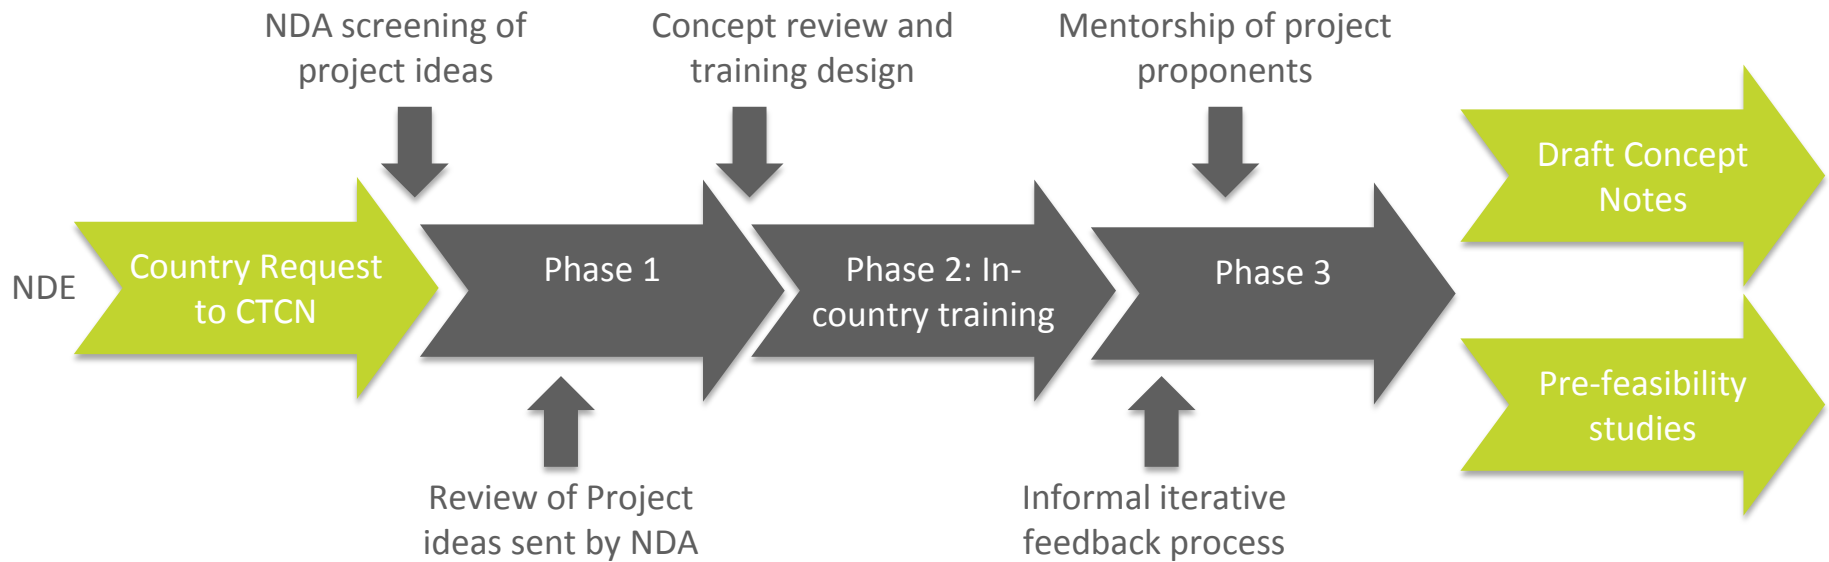 NDA screening of
project ideas
Concept review and
training design
Mentorship of project
proponents
NDE
Country Request
to CTCN
Phase 1
Phase 2: In-
country training
Phase 3
Draft Concept
Notes
Pre-feasibility
studies
Review of Project
ideas sent by NDA
Informal iterative
feedback process